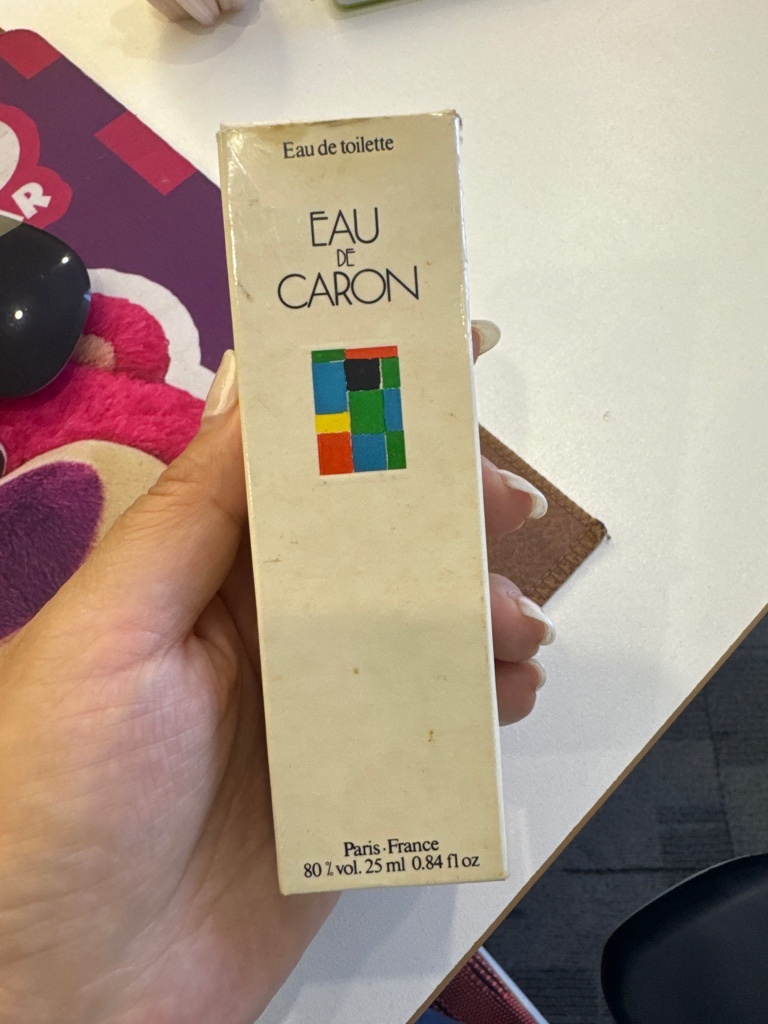 Eau de toilette
EAU
DE
CARON
Paris·France
80 % vol. 25 ml 0.84 fl oz